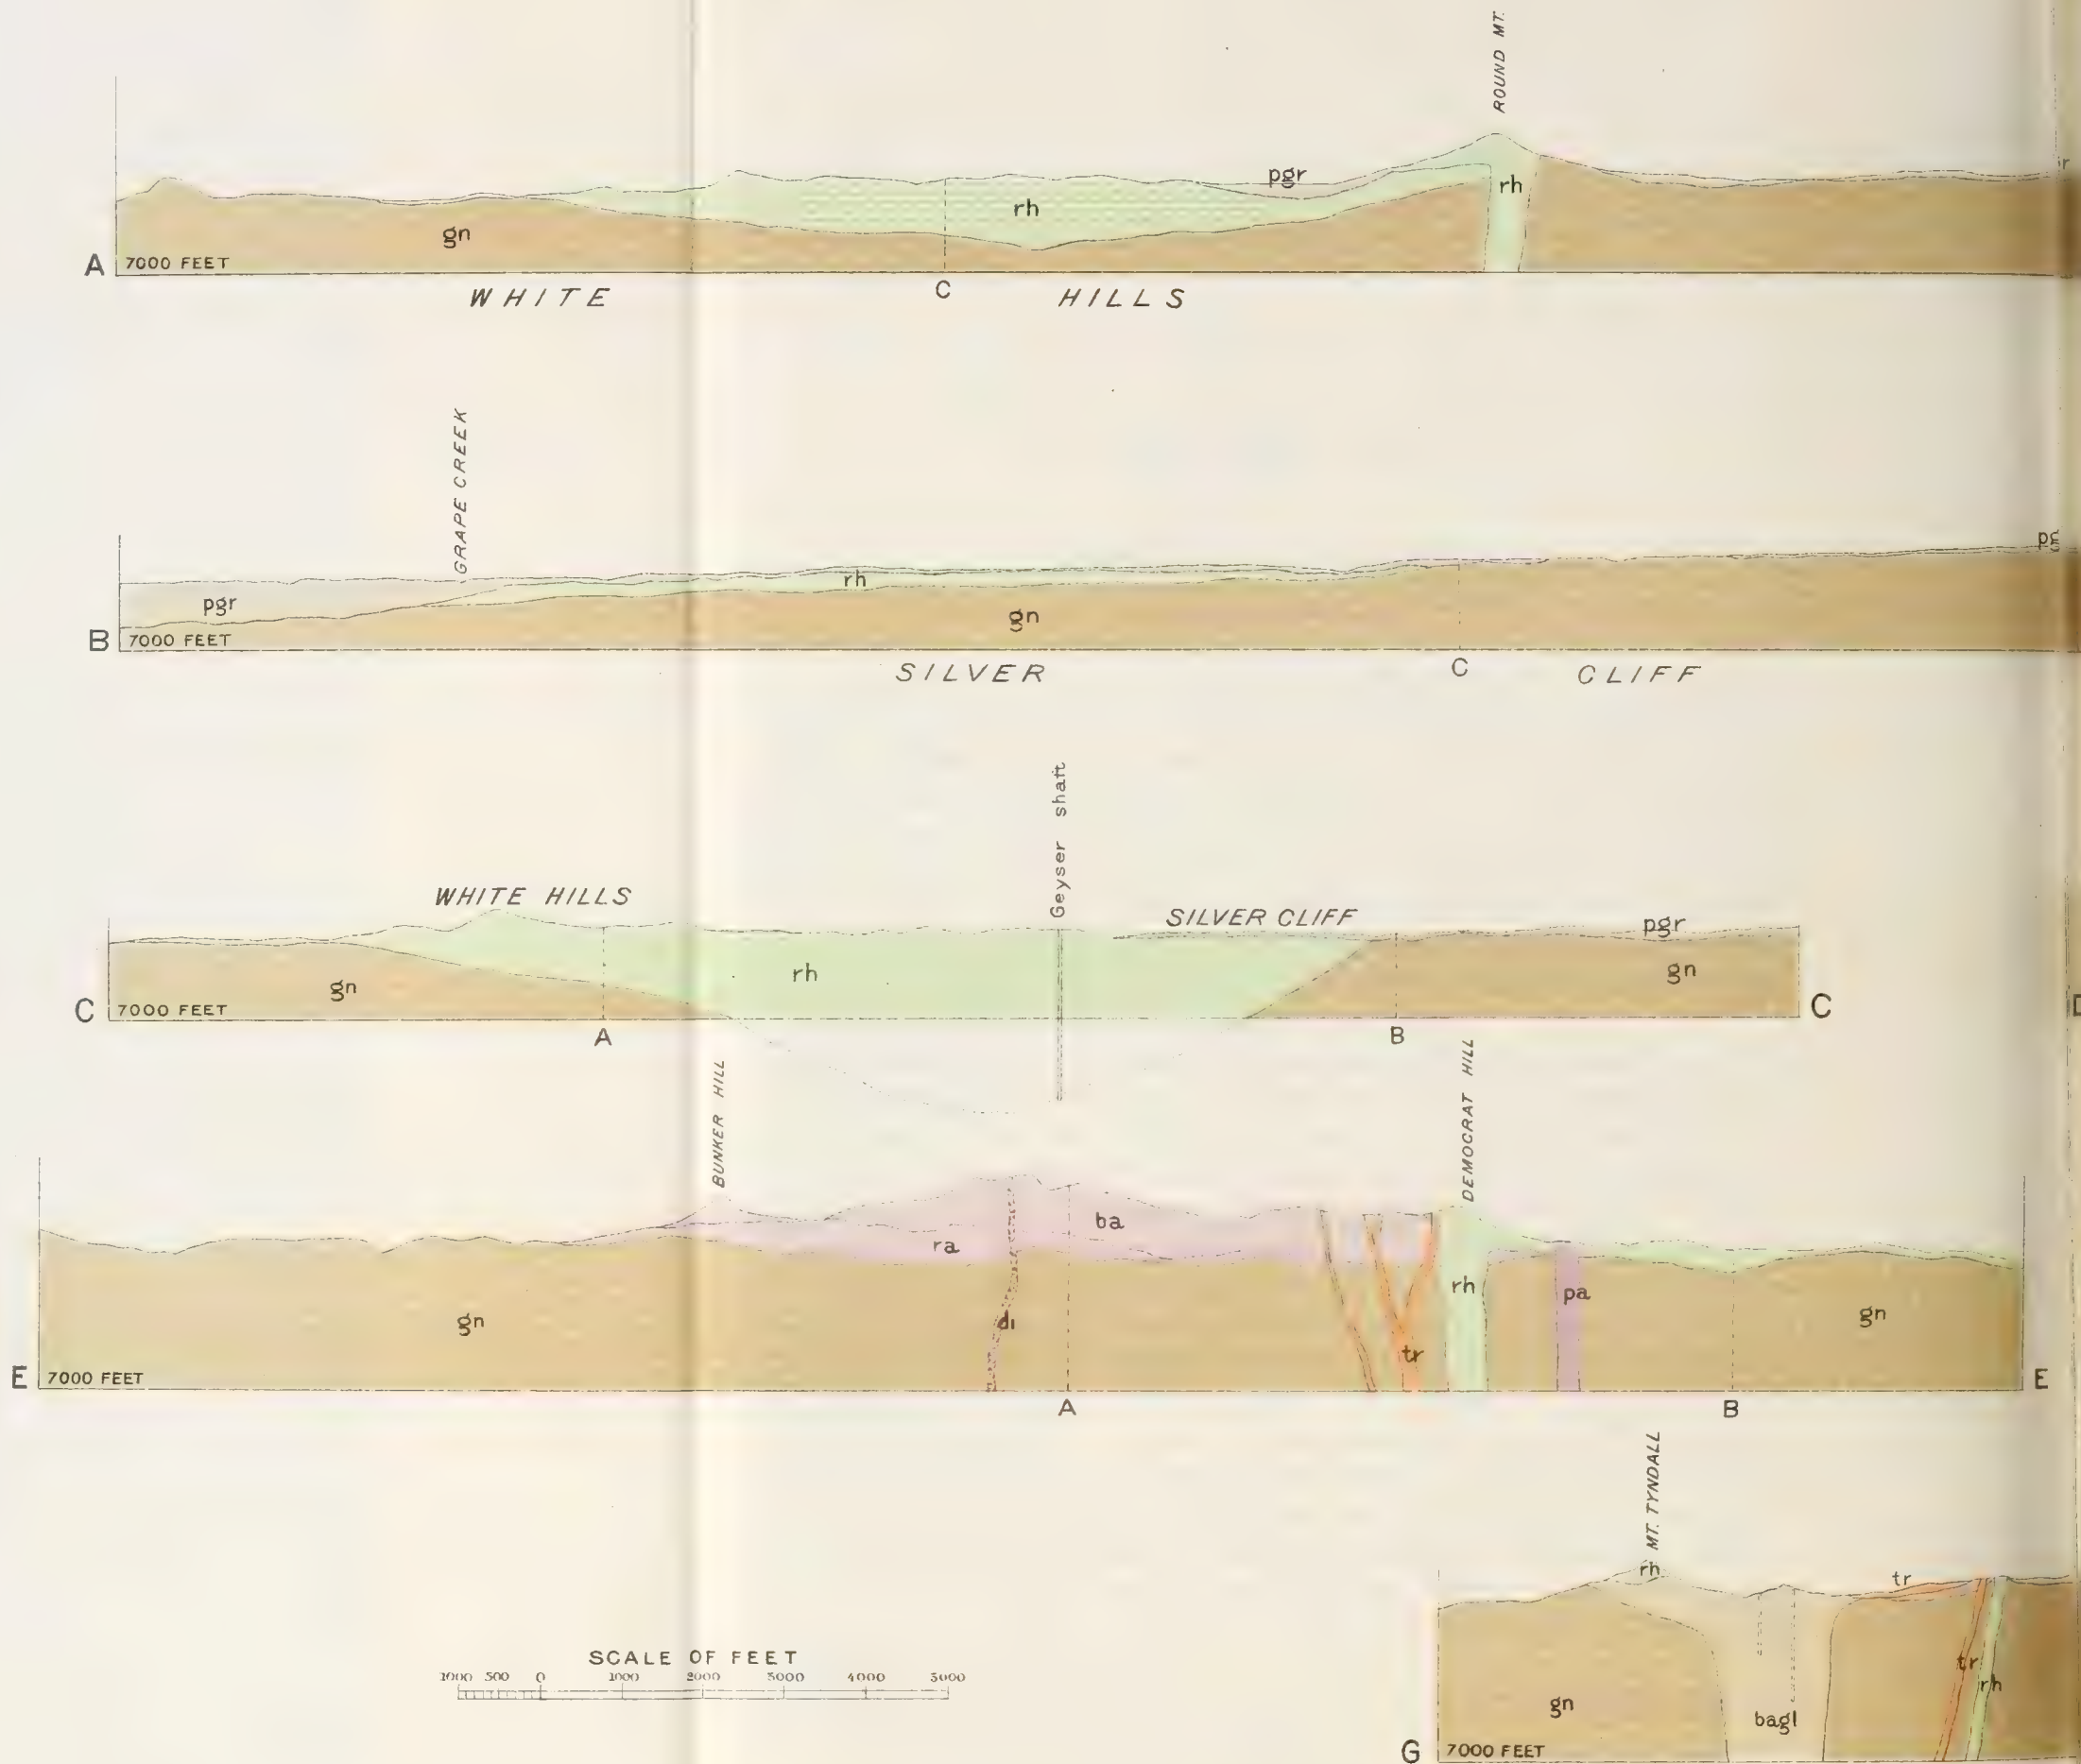 ROUND MT.
pgr
rh
rh
gn
A
7000 FEET
WHITE
C
HILLS
GRAPE CREEK
rh
pgr
gn
B
7000 FEET
SILVER
C
CLIFF
Geyser shaft
WHITE HILLS
SILVER CLIFF
pgr
rh
gn
gn
C
7000 FEET
C
A
B
BUNKER HILL
DEMOCRAT HILL
ba
ra
rh
pa
gn
di
gn
tr
E
7000 FEET
E
A
B
MT. TYNDALL
rh
tr
SCALE OF FEET
1000 500 0 1000 2000 3000 4000 5000
tr
rh
gn
bagl
G
7000 FEET